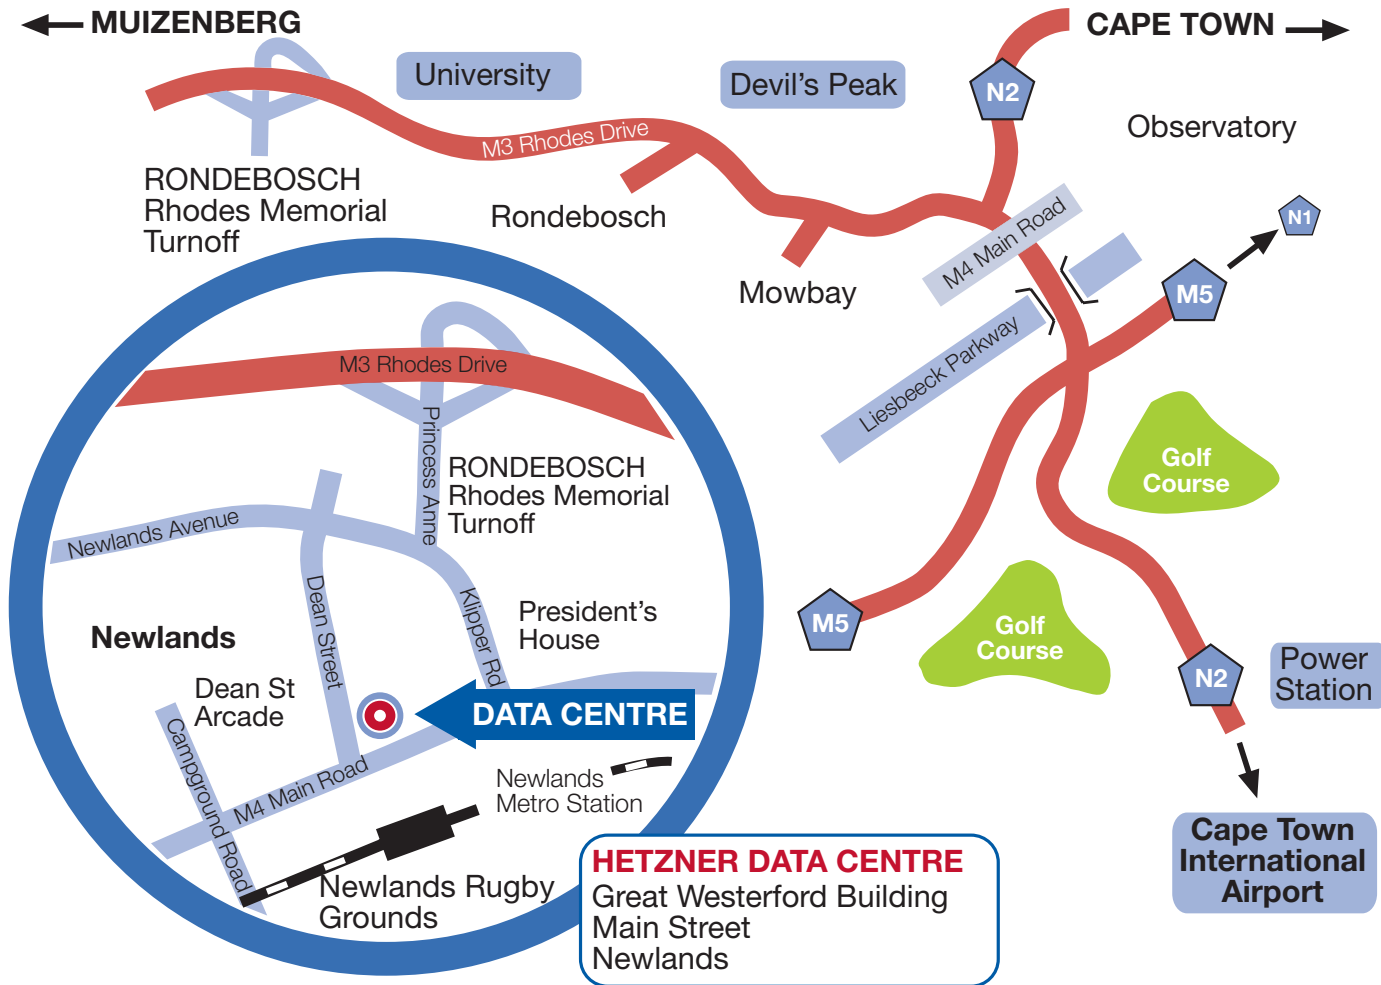 MUIZENBERG
CAPE TOWN
University
Devil's Peak
N2
Observatory
M3 Rhodes Drive
RONDEBOSCH
Rhodes Memorial
Turnoff
Rondebosch
N1
M4 Main Road
Mowbay
M5
Liesbeeck Parkway
M3 Rhodes Drive
Princess Anne
RONDEBOSCH
Rhodes Memorial
Turnoff
Golf
Course
Newlands Avenue
Dean Street
Klipper Rd
President's
House
M5
Golf
Course
Newlands
N2
Power
Station
Dean St
Arcade
DATA CENTRE
Campground Road
M4 Main Road
Newlands
Metro Station
Newlands Rugby
Grounds
HETZNER DATA CENTRE
Great Westerford Building
Main Street
Newlands
Cape Town
International
Airport